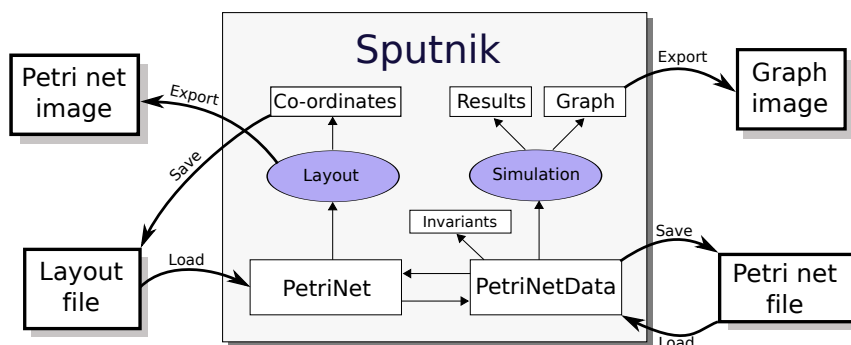 Sputnik
Petri net
image
Export
Co-ordinates
Results
Graph
Export
Graph
image
Save
Layout
Simulation
Invariants
Layout
file
Load
PetriNet
PetriNetData
Save
Petri net
file
Load